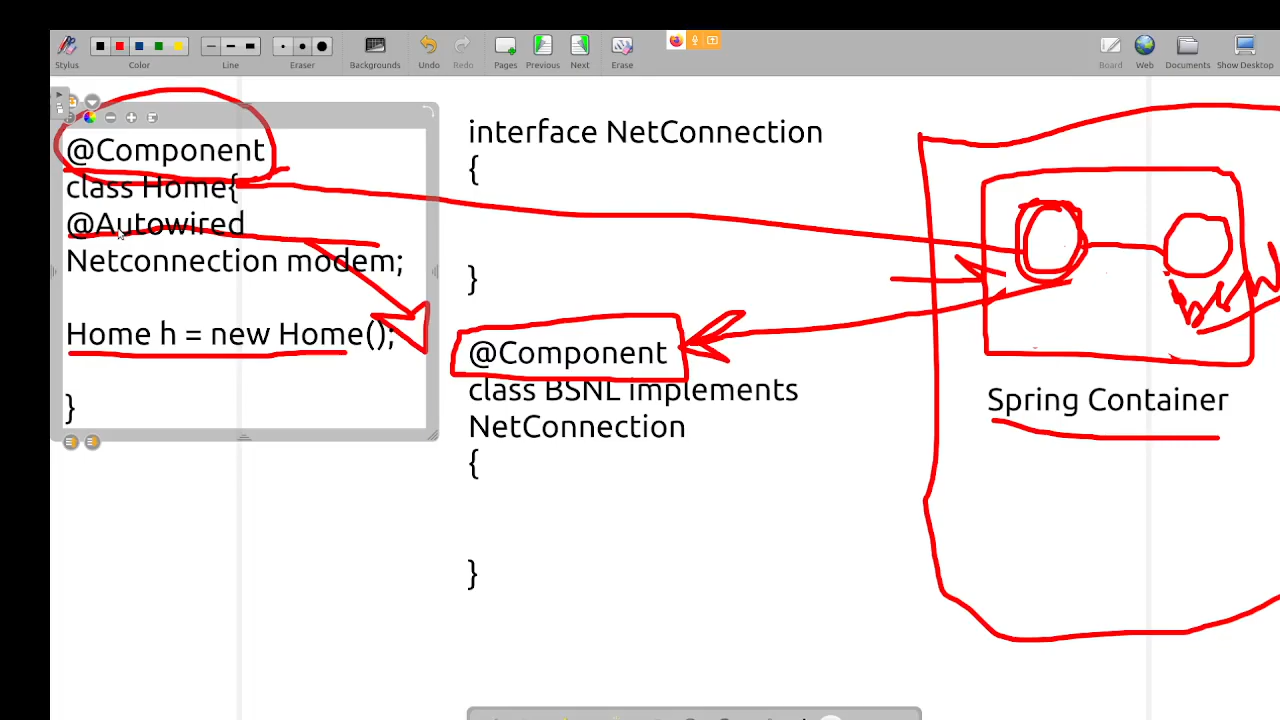 Stylus
Color
Line
Eraser
Backgrounds
Undo
Redo
Pages
Previous
Next
Erase
Board
Web
Documents
Show Desktop
@Component
class Home{
@Autowired
Netconnection modem;
Home h = new Home();
}
interface NetConnection
{
}
@Component
class BSNL implements
NetConnection
{
}
Spring Container